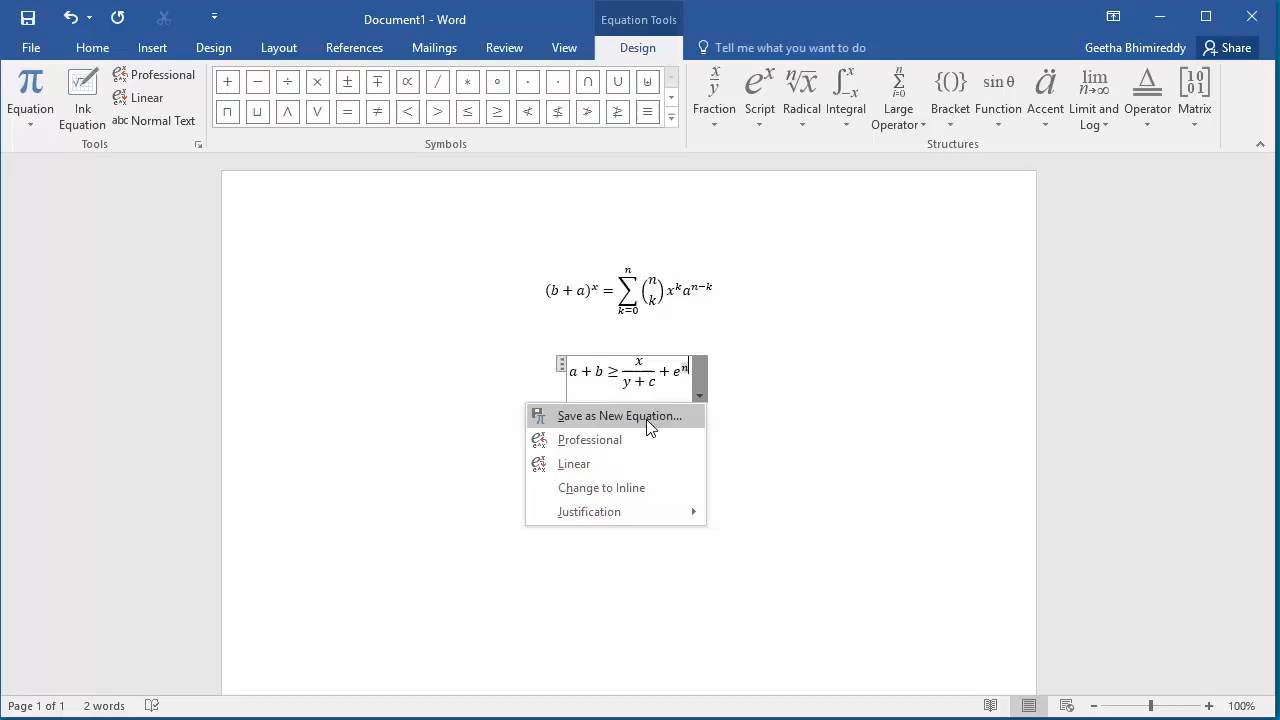 Document1 - Word
Equation Tools
File Home Insert Design Layout References Mailings Review View Design Tell me what you want to do Geetha Bhimireddy Share
Equation
Ink Equation
Professional
Linear
abc Normal Text
Tools
+ − ÷ × ± ∓ ∝ / ∗ ∘ ∙ ⋅ ∩ ∪ ⊎
⊓ ⊔ ∧ ∨ = ≠ < > ≤ ≥ ≮ ≰ ≯ ≱ ≡
Symbols
Fraction Script Radical Integral Large Operator Bracket Function Accent Limit and Log Operator Matrix
Structures
(b + a)ˣ = ∑ₖ₌₀ⁿ (n k) xᵏaⁿ⁻ᵏ
a + b ≥ x/(y + c) + eⁿ
Save as New Equation...
Professional
Linear
Change to Inline
Justification
Page 1 of 1 2 words 100%